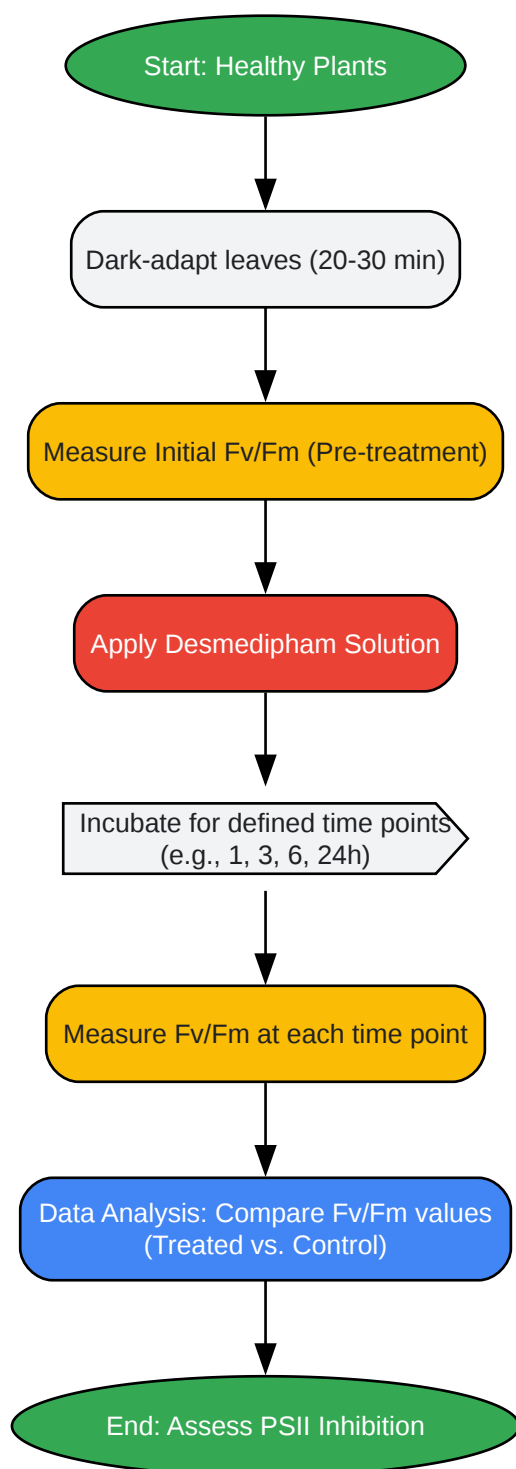 Start: Healthy Plants
Dark-adapt leaves (20-30 min)
Measure Initial Fv/Fm (Pre-treatment)
Apply Desmedipham Solution
Incubate for defined time points
(e.g., 1, 3, 6, 24h)
Measure Fv/Fm at each time point
Data Analysis: Compare Fv/Fm values
(Treated vs. Control)
End: Assess PSII Inhibition